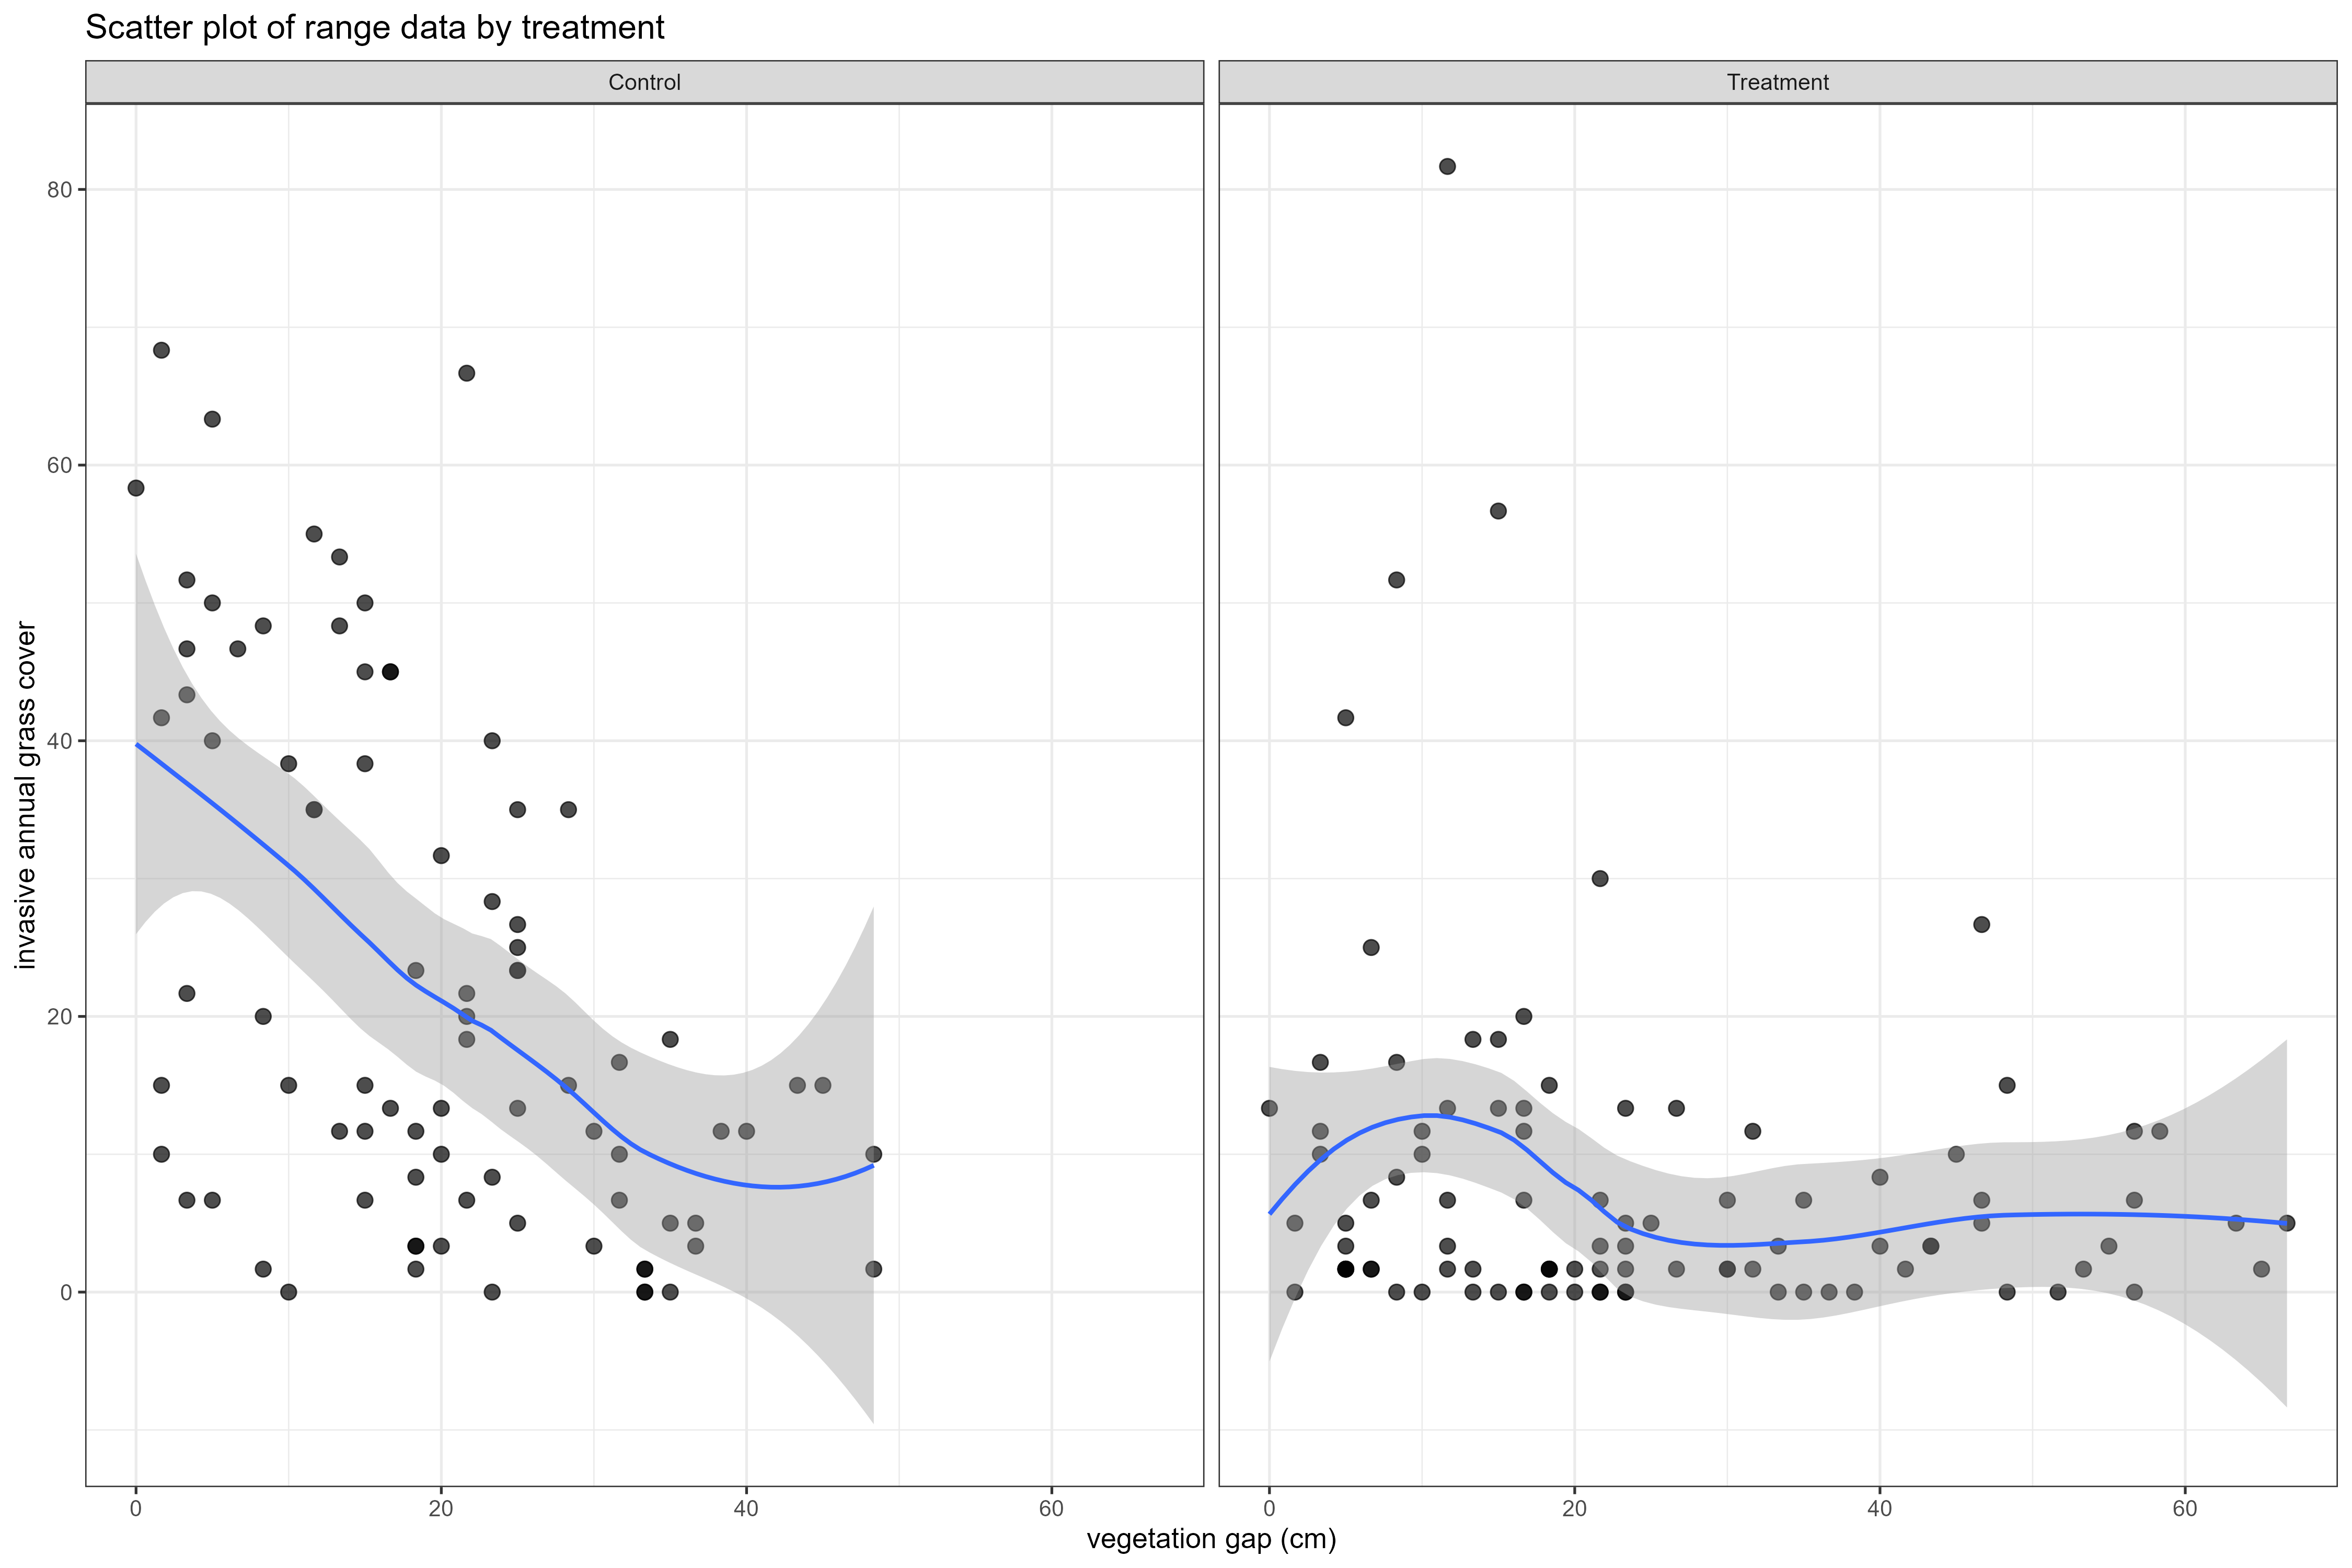 Scatter plot of range data by treatment
Control
Treatment
80
60
40
20
0
invasive annual grass cover
0 20 40 60
0 20 40 60
vegetation gap (cm)